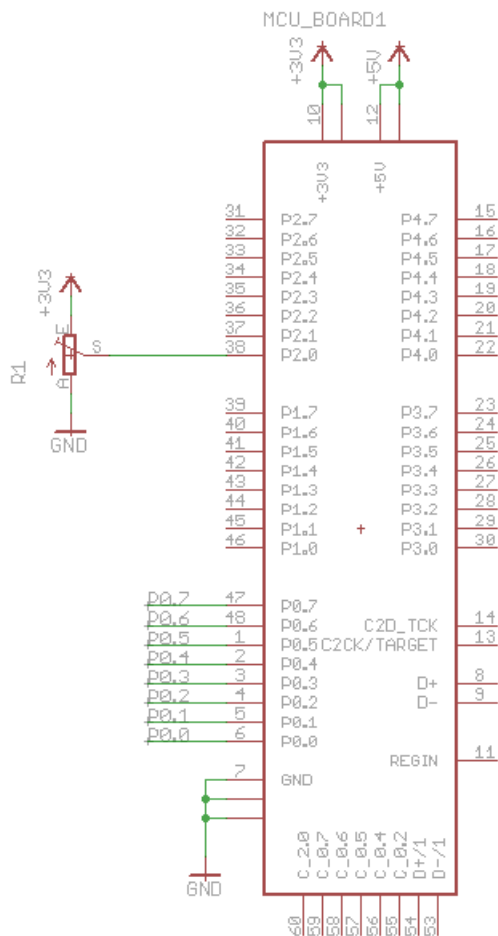 MCU_BOARD1
+3V3 +5V
10 12
+3V3 +5V
31 P2.7 P4.7 15
32 P2.6 P4.6 16
33 P2.5 P4.5 17
34 P2.4 P4.4 18
35 P2.3 P4.3 19
36 P2.2 P4.2 20
37 P2.1 P4.1 21
38 P2.0 P4.0 22
+3V3
E
S
A
R1
GND
39 P1.7 P3.7 23
40 P1.6 P3.6 24
41 P1.5 P3.5 25
42 P1.4 P3.4 26
43 P1.3 P3.3 27
44 P1.2 P3.2 28
45 P1.1 P3.1 29
46 P1.0 P3.0 30
P0.7 47 P0.7
P0.6 48 P0.6 C2D_TCK 14
P0.5 1 P0.5 C2CK/TARGET 13
P0.4 2 P0.4
P0.3 3 P0.3 D+ 8
P0.2 4 P0.2 D- 9
P0.1 5 P0.1
P0.0 6 P0.0
REGIN 11
7 GND
GND
C_2.0 C_0.7 C_0.6 C_0.5 C_0.4 C_0.2 D+/1 D-/1
60 59 58 57 56 55 54 53